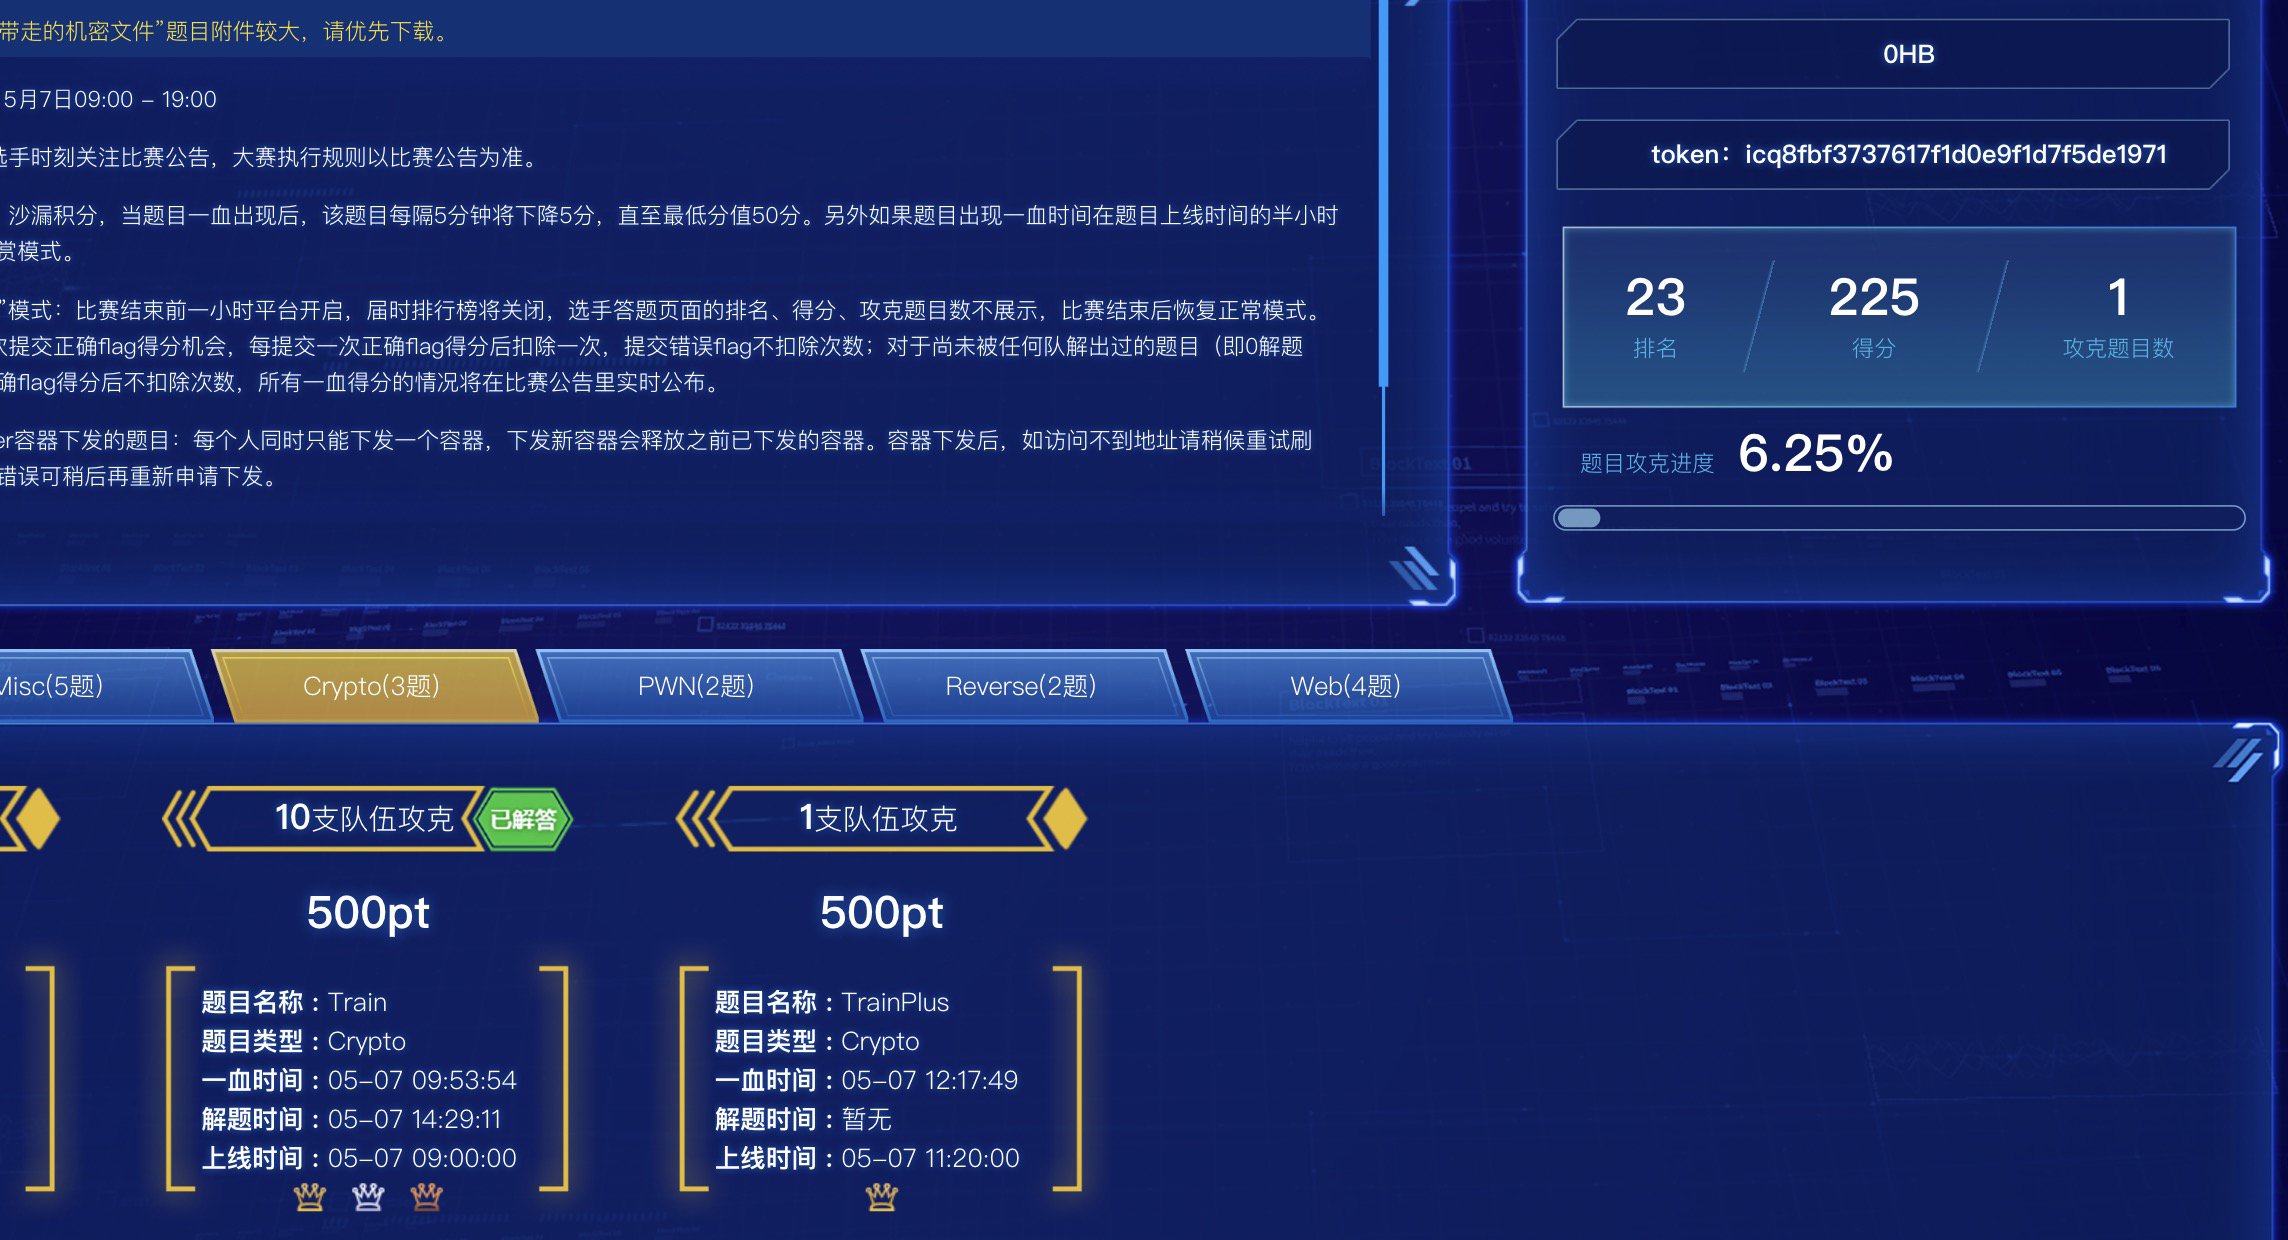 带走的机密文件”题目附件较大，请优先下载。
5月7日09:00 – 19:00
选手时刻关注比赛公告，大赛执行规则以比赛公告为准。
沙漏积分，当题目一血出现后，该题目每隔5分钟将下降5分，直至最低分值50分。另外如果题目出现一血时间在题目上线时间的半小时
赏模式。
”模式：比赛结束前一小时平台开启，届时排行榜将关闭，选手答题页面的排名、得分、攻克题目数不展示，比赛结束后恢复正常模式。
次提交正确flag得分机会，每提交一次正确flag得分后扣除一次，提交错误flag不扣除次数；对于尚未被任何队解出过的题目（即0解题
确flag得分后不扣除次数，所有一血得分的情况将在比赛公告里实时公布。
er容器下发的题目：每个人同时只能下发一个容器，下发新容器会释放之前已下发的容器。容器下发后，如访问不到地址请稍候重试刷
错误可稍后再重新申请下发。
0HB
token：icq8fbf3737617f1d0e9f1d7f5de1971
23
排名
225
得分
1
攻克题目数
题目攻克进度 6.25%
Misc(5题)
Crypto(3题)
PWN(2题)
Reverse(2题)
Web(4题)
10支队伍攻克
已解答
500pt
题目名称：Train
题目类型：Crypto
一血时间：05-07 09:53:54
解题时间：05-07 14:29:11
上线时间：05-07 09:00:00
1支队伍攻克
500pt
题目名称：TrainPlus
题目类型：Crypto
一血时间：05-07 12:17:49
解题时间：暂无
上线时间：05-07 11:20:00